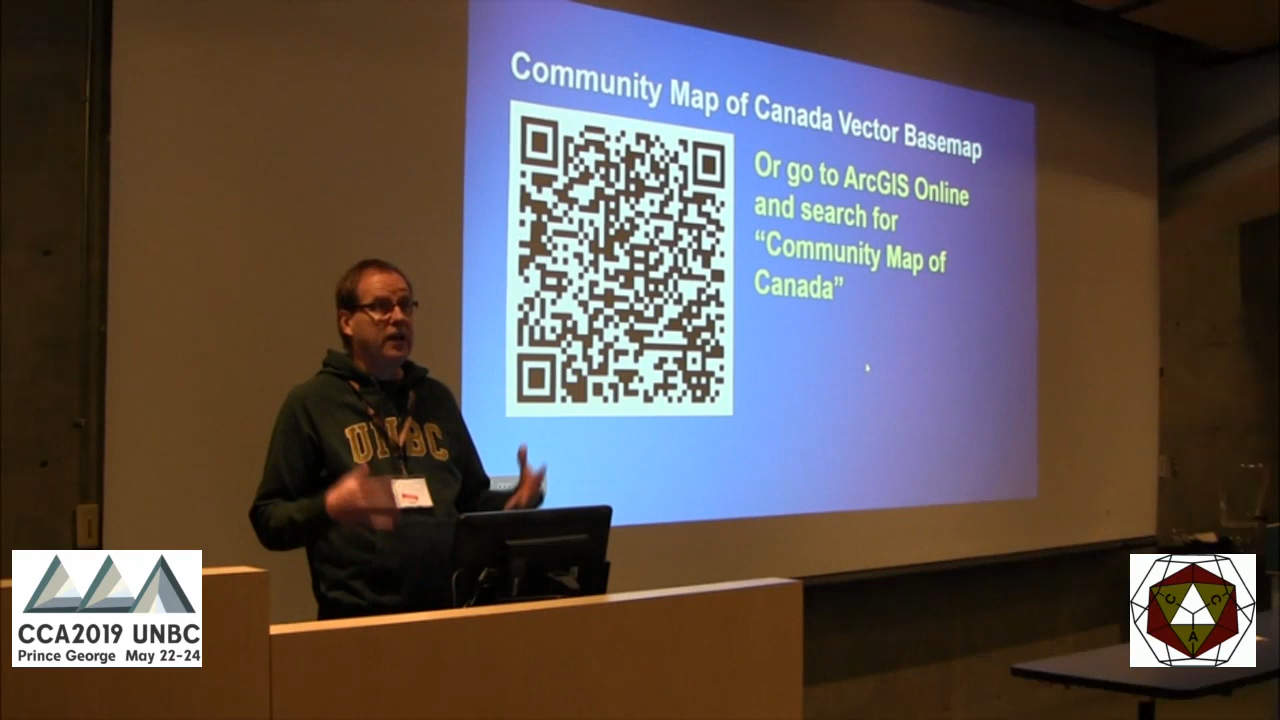 Community Map of Canada Vector Basemap
Or go to ArcGIS Online
and search for
“Community Map of
Canada”
UNBC
CCA2019 UNBC
Prince George May 22-24
C C A I